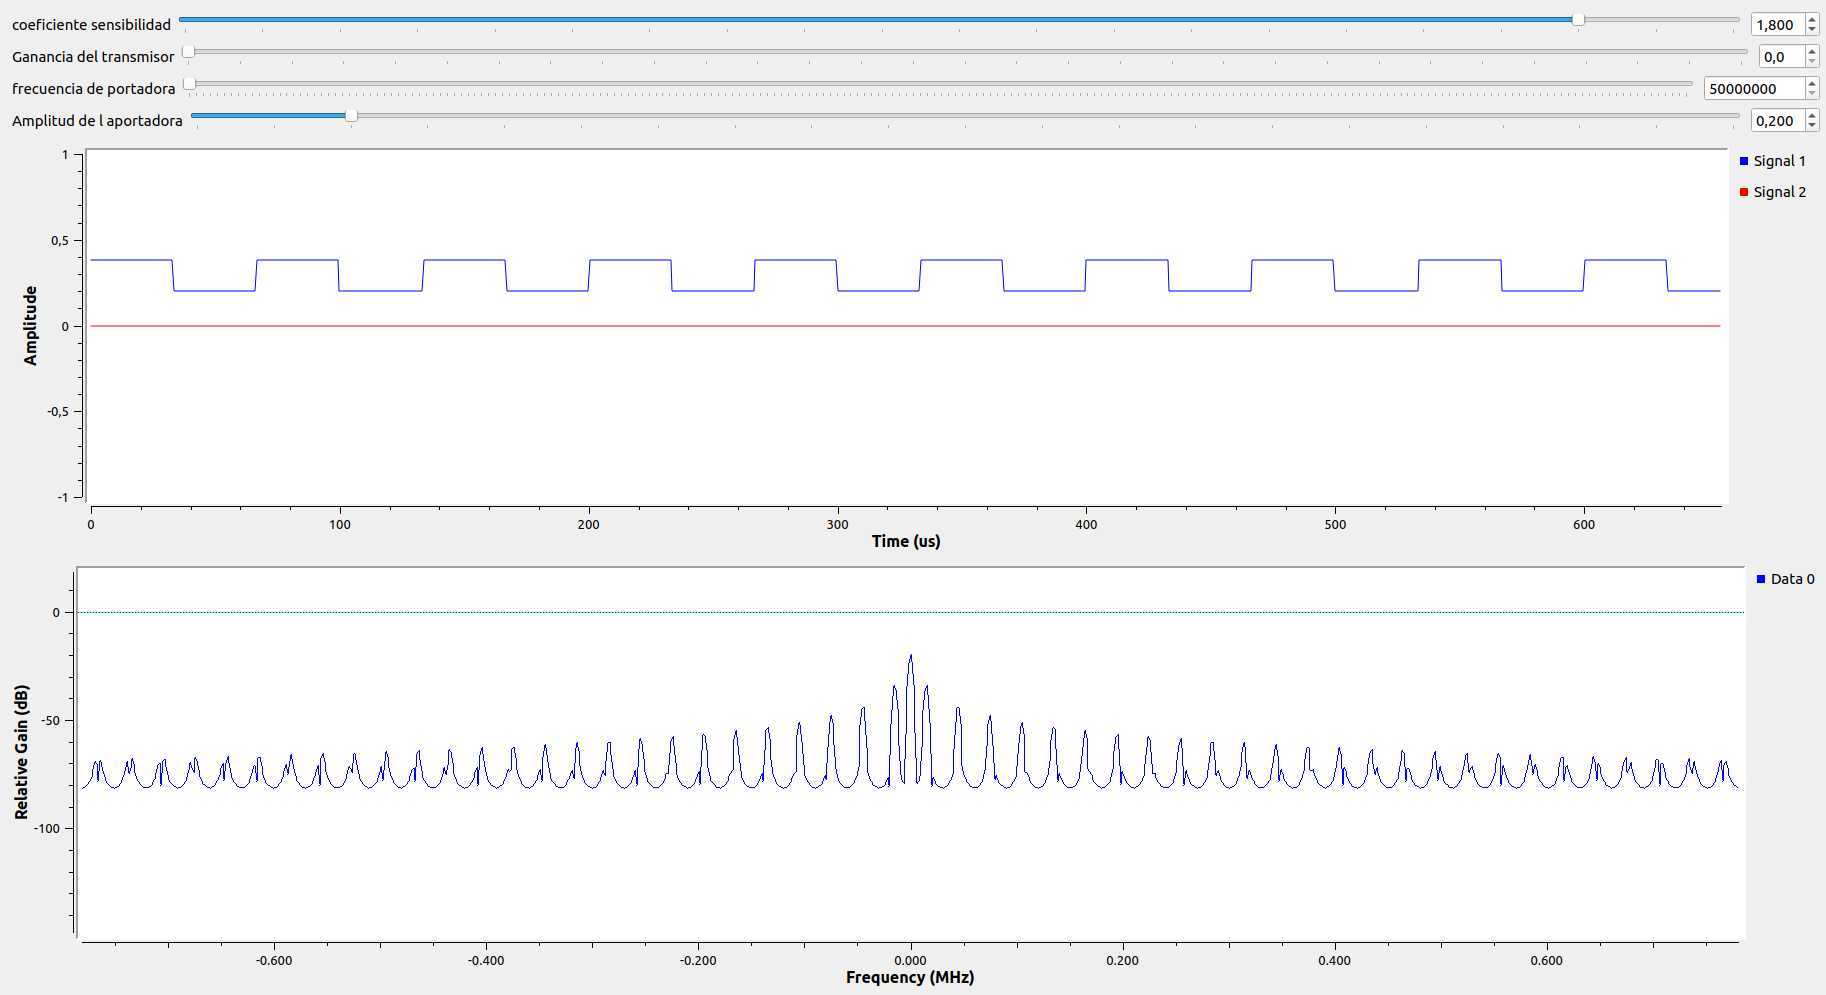 coeficiente sensibilidad 1,800
Ganancia del transmisor 0,0
frecuencia de portadora 50000000
Amplitud de l aportadora 0,200
Signal 1
Signal 2
1
0,5
0
-0,5
-1
Amplitude
0 100 200 300 400 500 600
Time (us)
Data 0
0
-50
-100
Relative Gain (dB)
-0.600 -0.400 -0.200 0.000 0.200 0.400 0.600
Frequency (MHz)